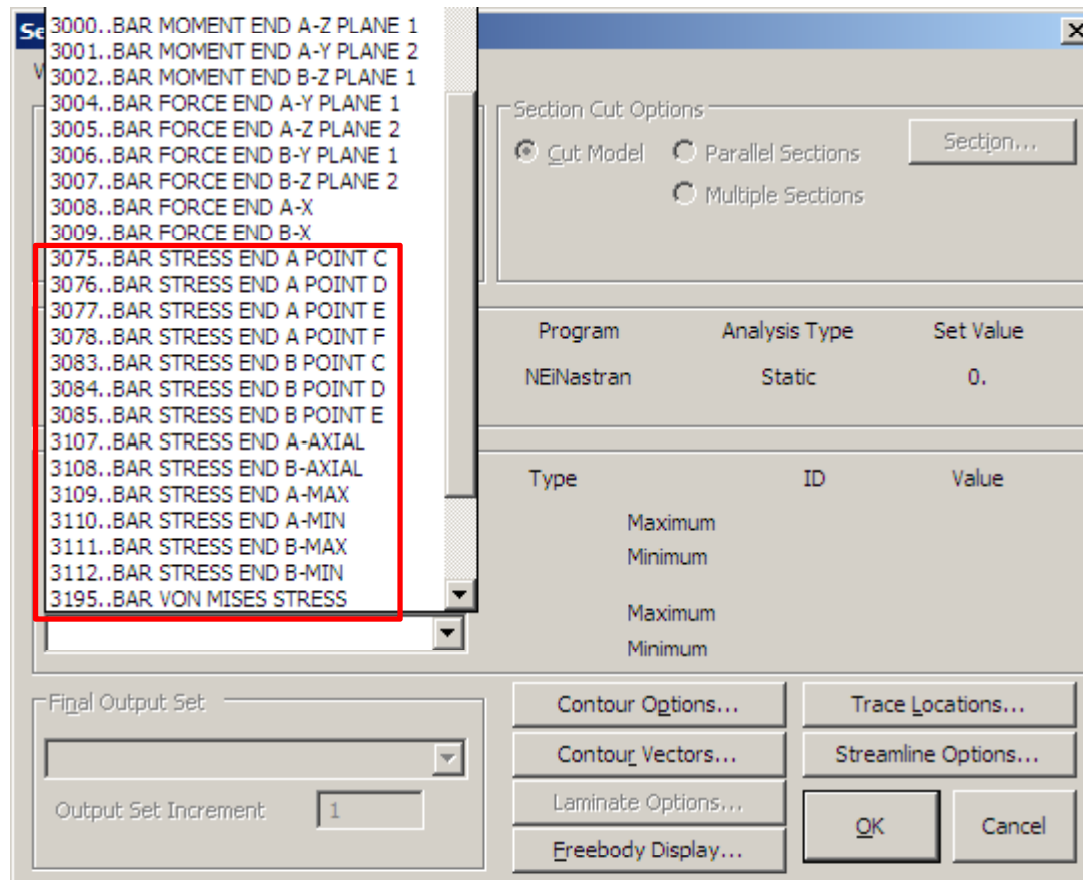 Se
3000..BAR MOMENT END A-Z PLANE 1
3001..BAR MOMENT END A-Y PLANE 2
3002..BAR MOMENT END B-Z PLANE 1
3004..BAR FORCE END A-Y PLANE 1
3005..BAR FORCE END A-Z PLANE 2
3006..BAR FORCE END B-Y PLANE 1
3007..BAR FORCE END B-Z PLANE 2
3008..BAR FORCE END A-X
3009..BAR FORCE END B-X
3075..BAR STRESS END A POINT C
3076..BAR STRESS END A POINT D
3077..BAR STRESS END A POINT E
3078..BAR STRESS END A POINT F
3083..BAR STRESS END B POINT C
3084..BAR STRESS END B POINT D
3085..BAR STRESS END B POINT E
3107..BAR STRESS END A-AXIAL
3108..BAR STRESS END B-AXIAL
3109..BAR STRESS END A-MAX
3110..BAR STRESS END A-MIN
3111..BAR STRESS END B-MAX
3112..BAR STRESS END B-MIN
3195..BAR VON MISES STRESS
Section Cut Options
Cut Model Parallel Sections Section...
Multiple Sections
Program Analysis Type Set Value
NEiNastran Static 0.
Type ID Value
Maximum
Minimum
Maximum
Minimum
Final Output Set
Output Set Increment 1
Contour Options... Trace Locations...
Contour Vectors... Streamline Options...
Laminate Options...
Freebody Display...
OK Cancel